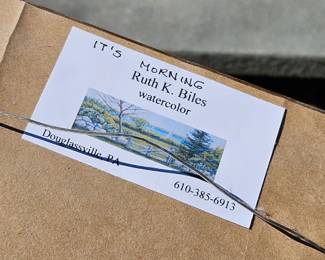 IT'S MORNING
Ruth K. Biles
watercolor
Douglassville, PA
610-385-6913